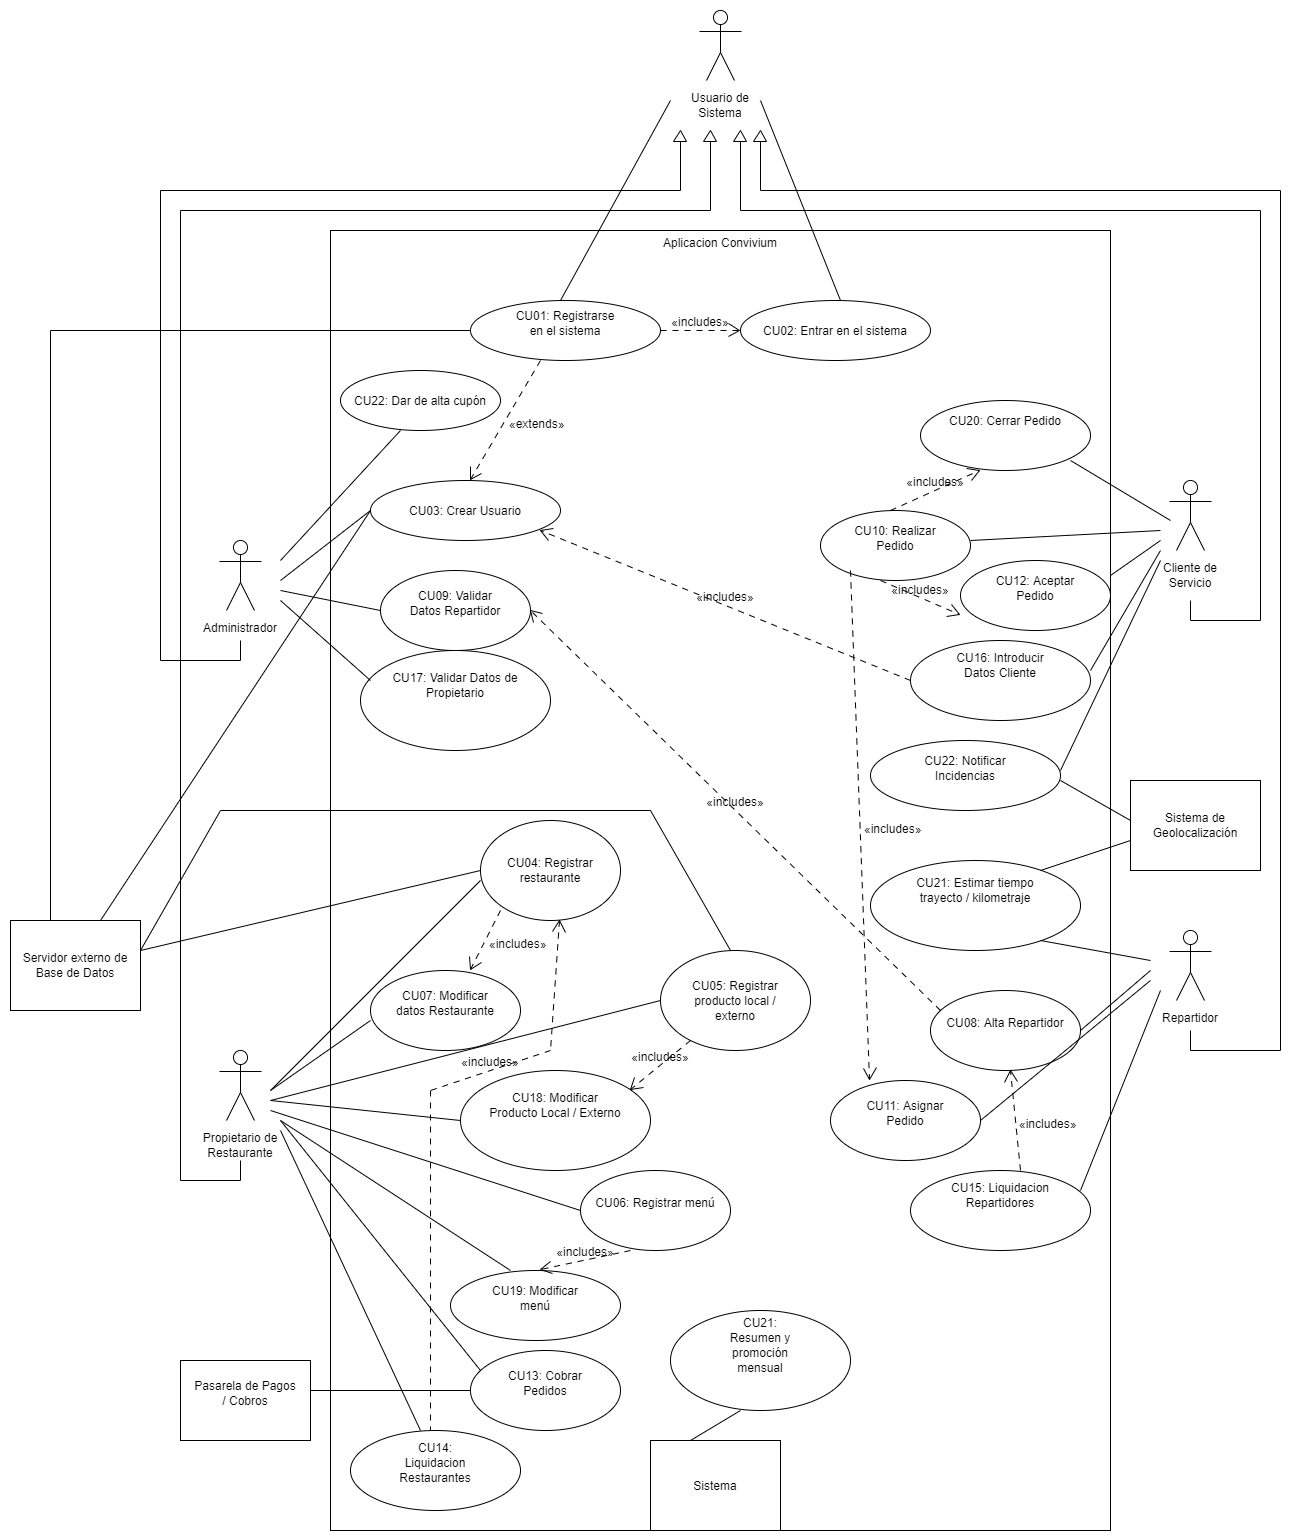 Usuario de
Sistema
Aplicacion Convivium
CU01: Registrarse
en el sistema
«includes»
CU02: Entrar en el sistema
CU22: Dar de alta cupón
«extends»
CU20: Cerrar Pedido
«includes»
CU03: Crear Usuario
CU10: Realizar
Pedido
Cliente de
Servicio
CU12: Aceptar
Pedido
«includes»
CU09: Validar
Datos Repartidor
«includes»
Administrador
CU16: Introducir
Datos Cliente
CU17: Validar Datos de
Propietario
CU22: Notificar
Incidencias
«includes»
«includes»
Sistema de
Geolocalización
CU04: Registrar
restaurante
CU21: Estimar tiempo
trayecto / kilometraje
«includes»
Servidor externo de
Base de Datos
CU05: Registrar
producto local /
externo
CU07: Modificar
datos Restaurante
Repartidor
CU08: Alta Repartidor
«includes»
«includes»
CU18: Modificar
Producto Local / Externo
CU11: Asignar
Pedido
«includes»
Propietario de
Restaurante
CU15: Liquidacion
Repartidores
CU06: Registrar menú
«includes»
CU19: Modificar
menú
CU21:
Resumen y
promoción
mensual
CU13: Cobrar
Pedidos
Pasarela de Pagos
/ Cobros
CU14:
Liquidacion
Restaurantes
Sistema